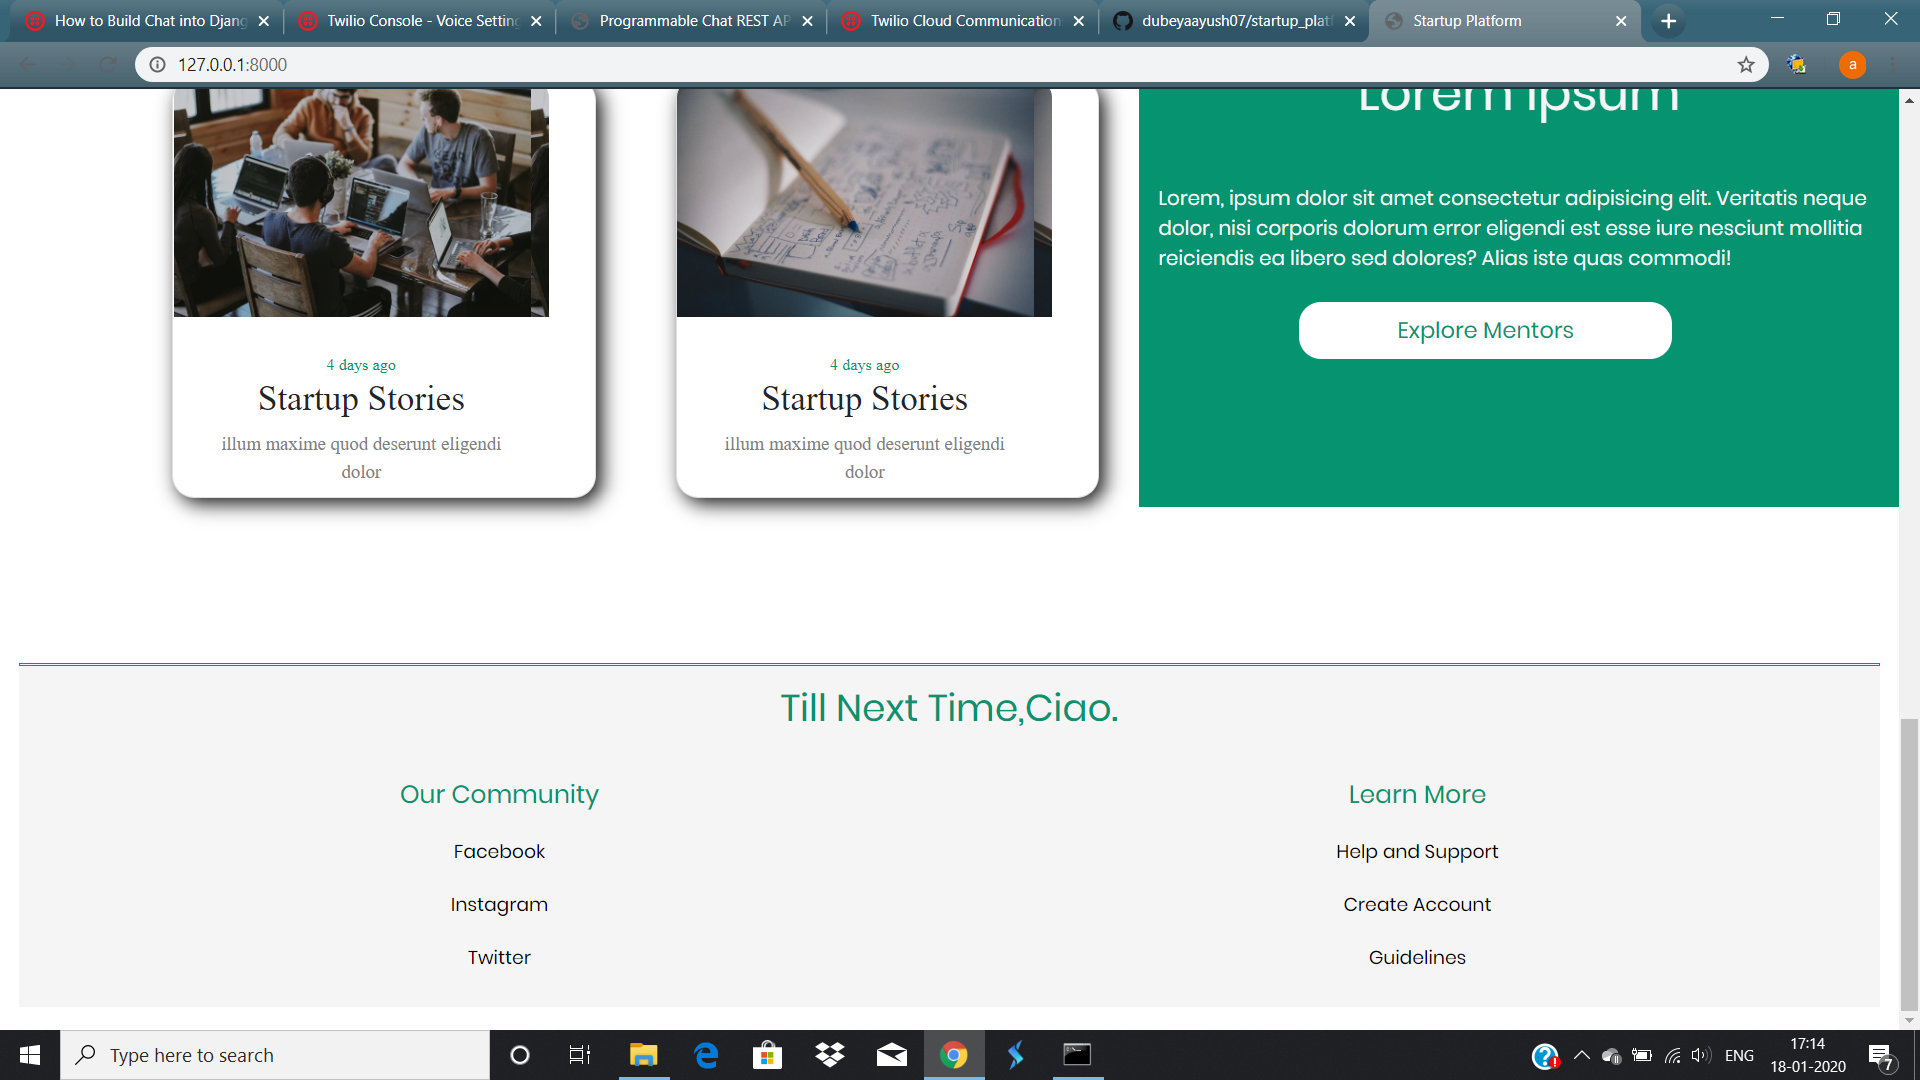 How to Build Chat into Djang
Twilio Console - Voice Setting
Programmable Chat REST AP
Twilio Cloud Communication
dubeyaayush07/startup_platf
Startup Platform
127.0.0.1:8000
a
Lorem ipsum
Lorem, ipsum dolor sit amet consectetur adipisicing elit. Veritatis neque
dolor, nisi corporis dolorum error eligendi est esse iure nesciunt mollitia
reiciendis ea libero sed dolores? Alias iste quas commodi!
Explore Mentors
4 days ago
Startup Stories
illum maxime quod deserunt eligendi
dolor
4 days ago
Startup Stories
illum maxime quod deserunt eligendi
dolor
Till Next Time,Ciao.
Our Community
Facebook
Instagram
Twitter
Learn More
Help and Support
Create Account
Guidelines
Type here to search
ENG
17:14
18-01-2020
7